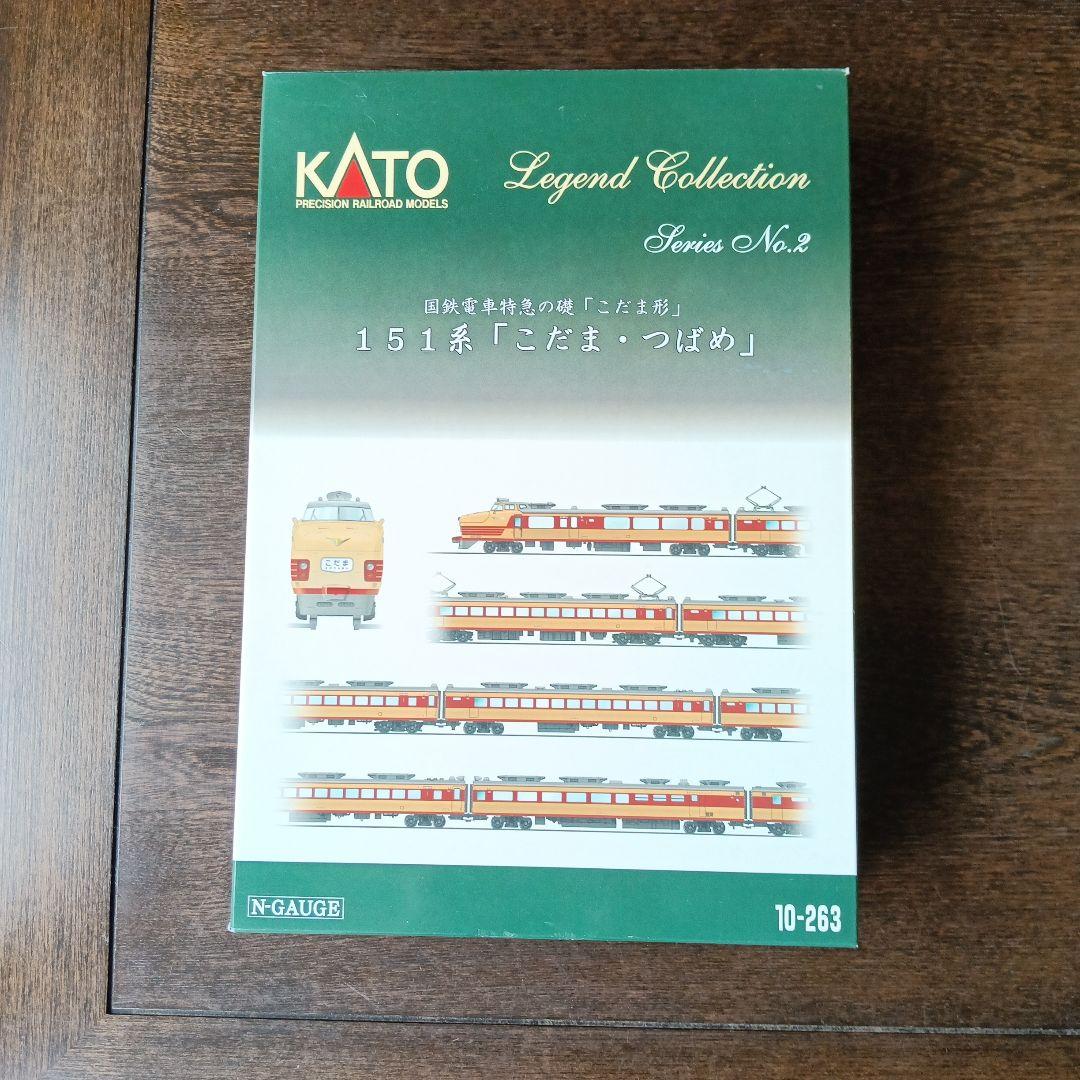 KATO
PRECISION RAILROAD MODELS
Legend Collection
Series No.2
国鉄電車特急の礎「こだま形」
151系「こだま・つばめ」
こだま
N-GAUGE
10-263